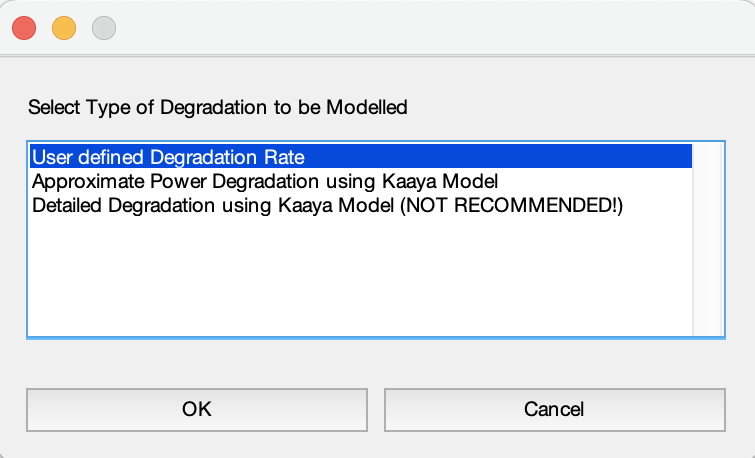 Select Type of Degradation to be Modelled
User defined Degradation Rate
Approximate Power Degradation using Kaaya Model
Detailed Degradation using Kaaya Model (NOT RECOMMENDED!)
OK
Cancel